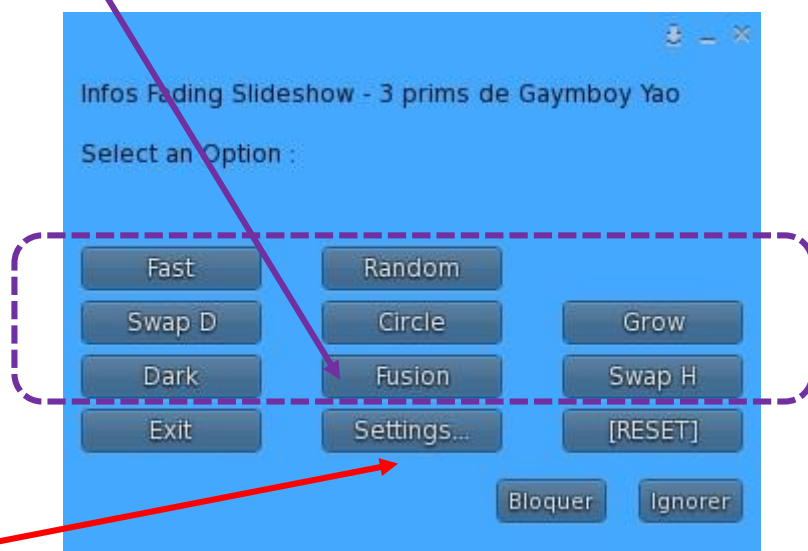 Infos Fading Slideshow - 3 prims de Gaymboy Yao
Select an Option :
Fast Random
Swap D Circle Grow
Dark Fusion Swap H
Exit Settings... [RESET]
Bloquer Ignorer